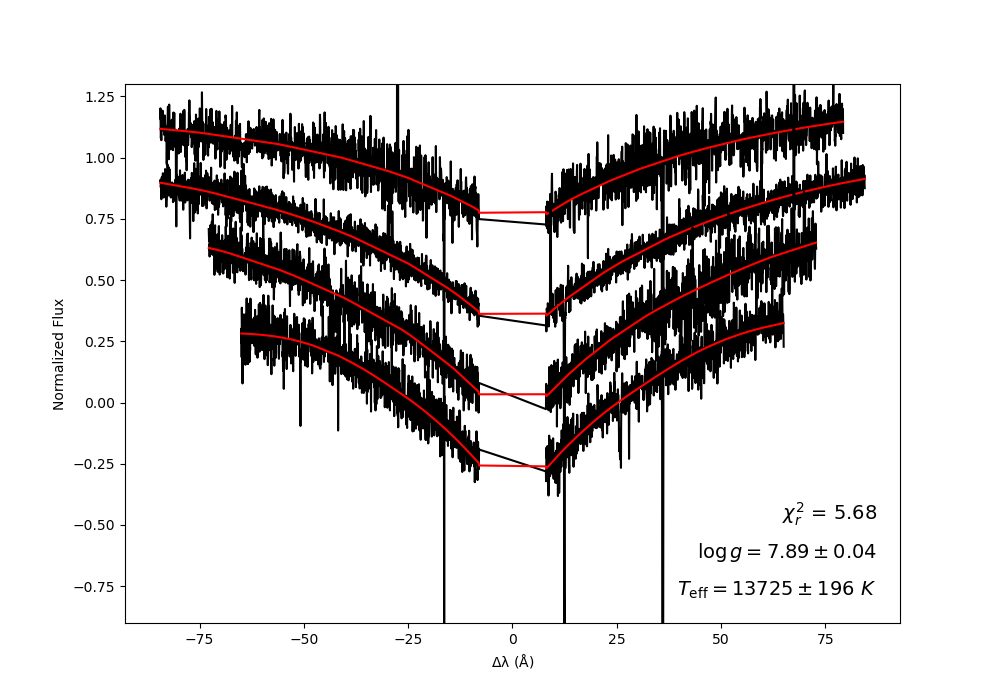 1.25
1.00
0.75
0.50
0.25
0.00
−0.25
−0.50
−0.75
Normalized Flux
χ²ᵣ = 5.68
log g = 7.89 ± 0.04
T_eff = 13725 ± 196 K
−75 −50 −25 0 25 50 75
Δλ (Å)